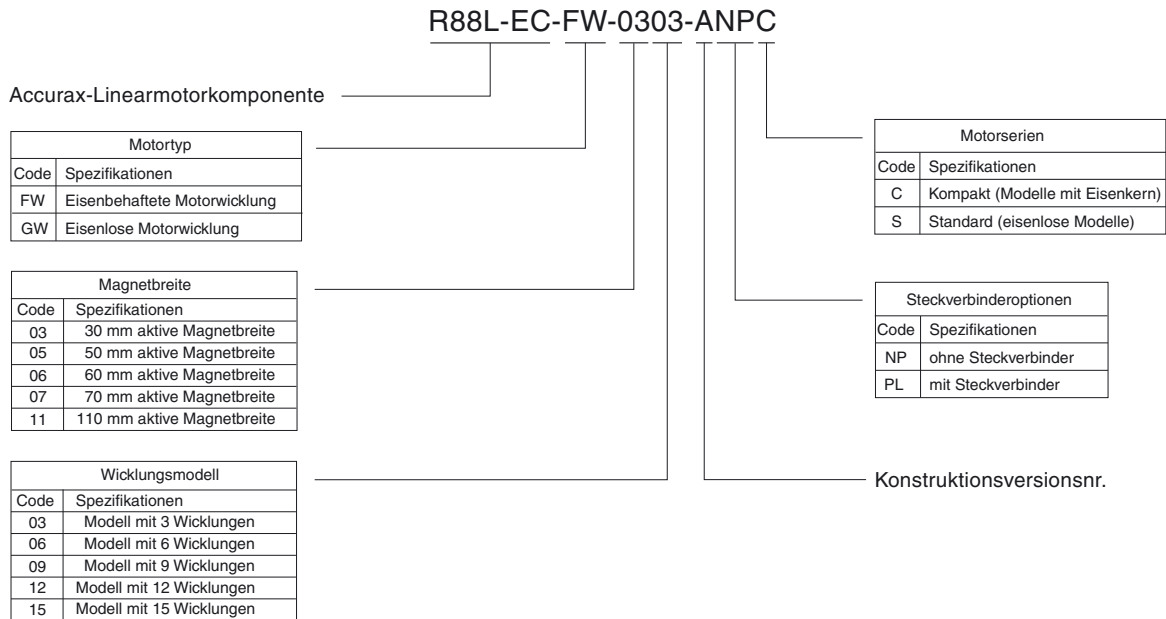 R88L-EC-FW-0303-ANPC
Accurax-Linearmotorkomponente
Motortyp
Code Spezifikationen
FW Eisenbehaftete Motorwicklung
GW Eisenlose Motorwicklung
Magnetbreite
Code Spezifikationen
03 30 mm aktive Magnetbreite
05 50 mm aktive Magnetbreite
06 60 mm aktive Magnetbreite
07 70 mm aktive Magnetbreite
11 110 mm aktive Magnetbreite
Wicklungsmodell
Code Spezifikationen
03 Modell mit 3 Wicklungen
06 Modell mit 6 Wicklungen
09 Modell mit 9 Wicklungen
12 Modell mit 12 Wicklungen
15 Modell mit 15 Wicklungen
Motorserien
Code Spezifikationen
C Kompakt (Modelle mit Eisenkern)
S Standard (eisenlose Modelle)
Steckverbinderoptionen
Code Spezifikationen
NP ohne Steckverbinder
PL mit Steckverbinder
Konstruktionsversionsnr.